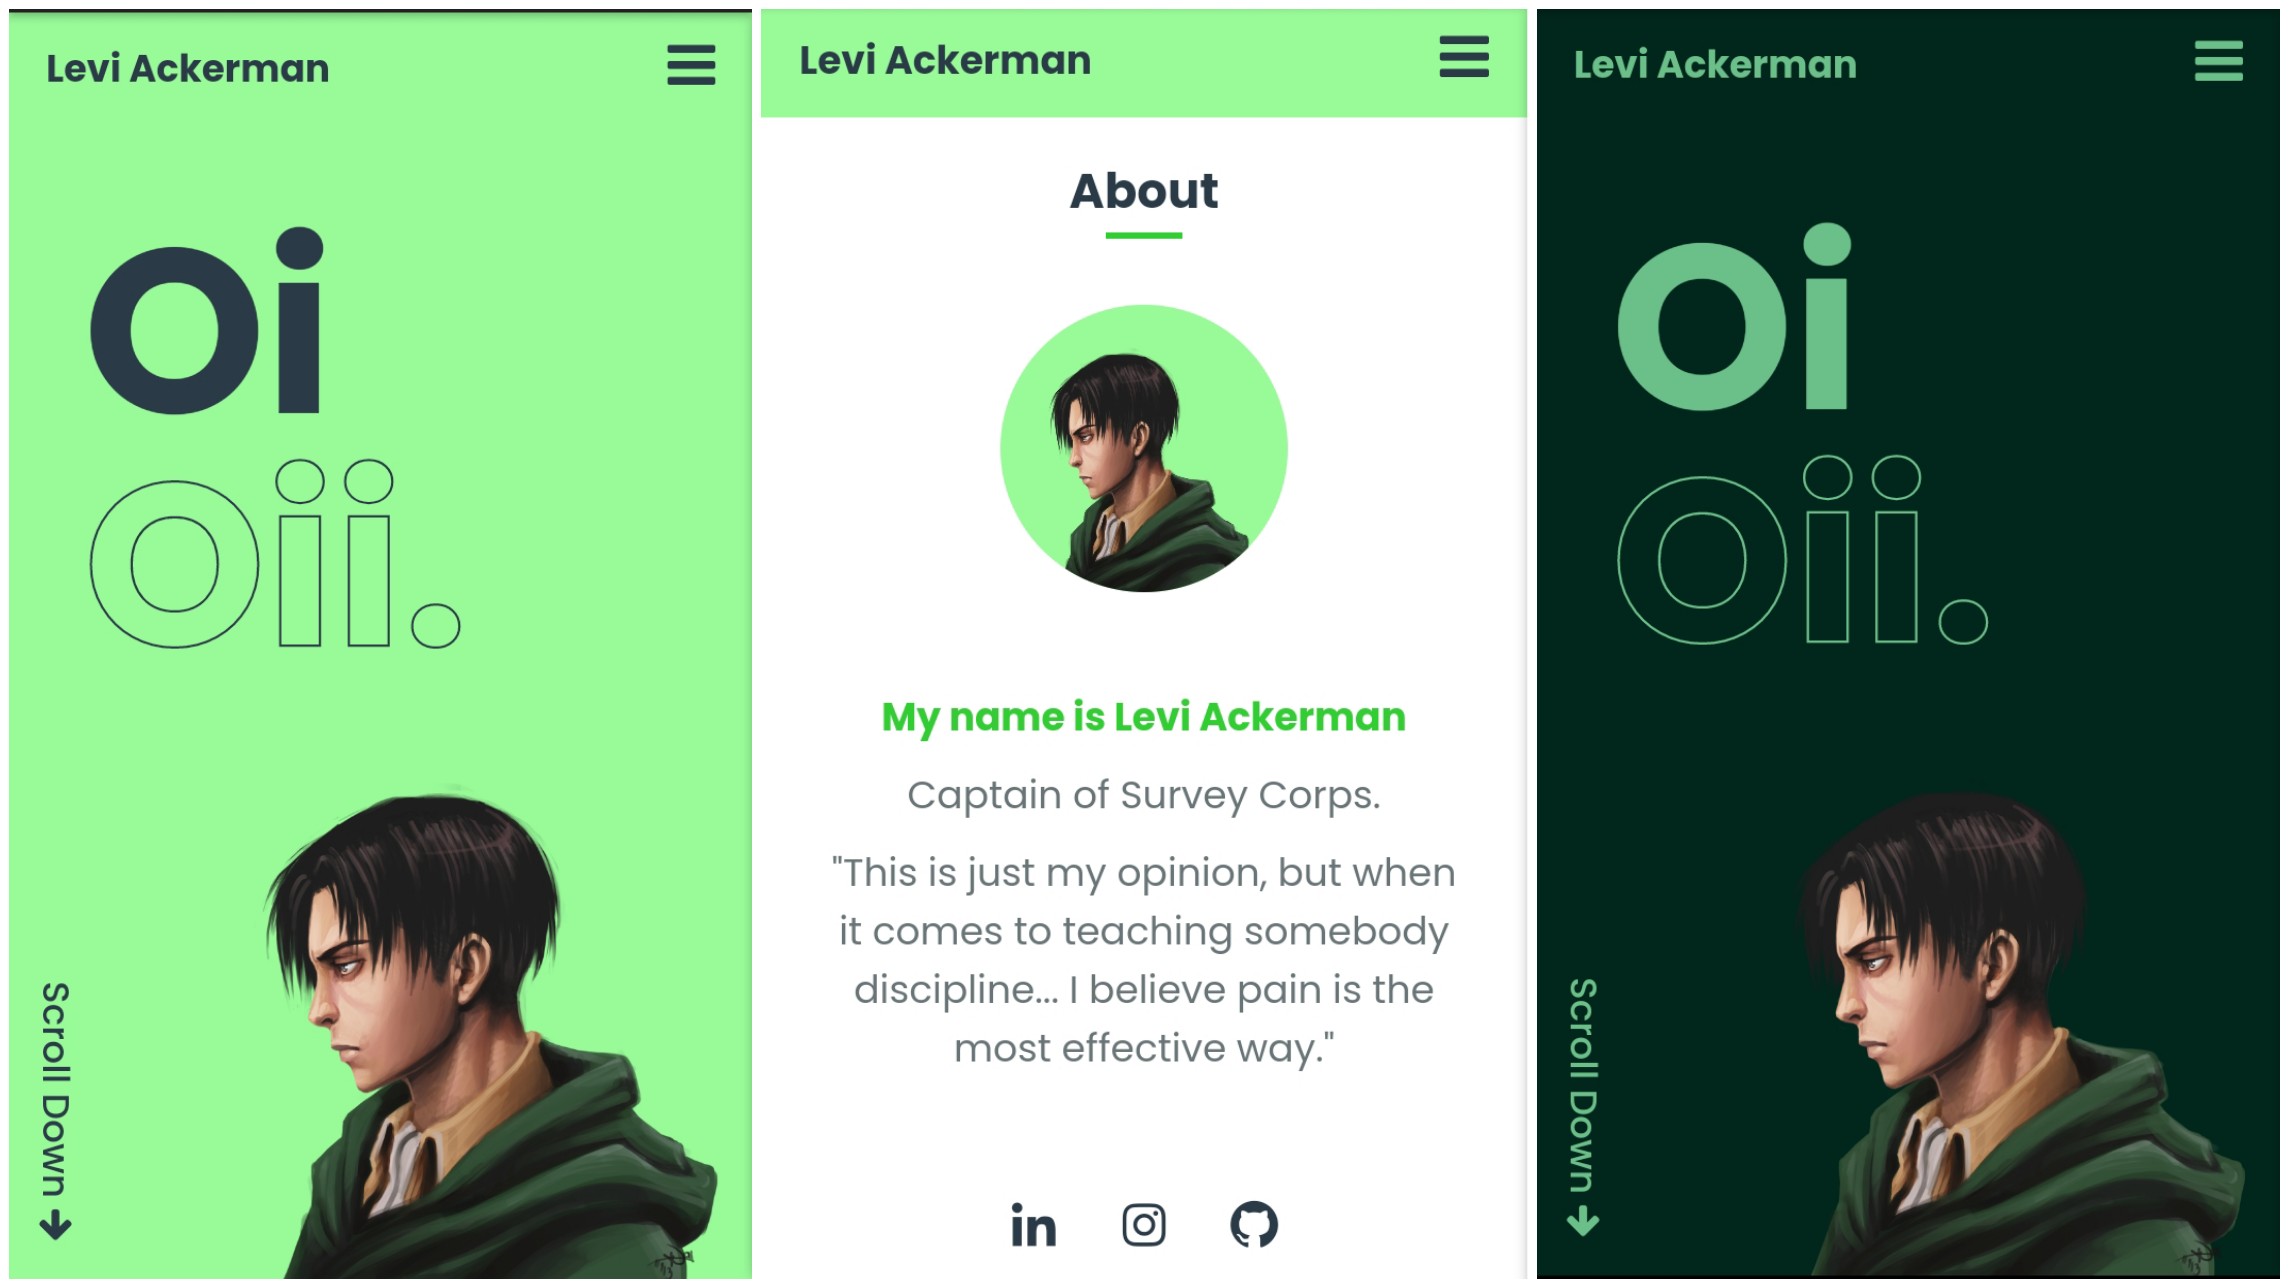 Levi Ackerman
Oi
Oii.
Scroll Down
Levi Ackerman
About
My name is Levi Ackerman
Captain of Survey Corps.
"This is just my opinion, but when
it comes to teaching somebody
discipline... I believe pain is the
most effective way."
in
Levi Ackerman
Oi
Oii.
Scroll Down